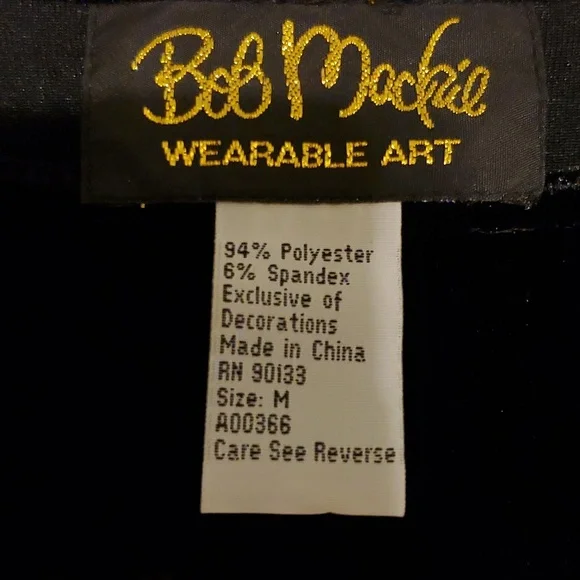 Bob Mackie
WEARABLE ART
94% Polyester
6% Spandex
Exclusive of
Decorations
Made in China
RN 90133
Size: M
A00366
Care See Reverse